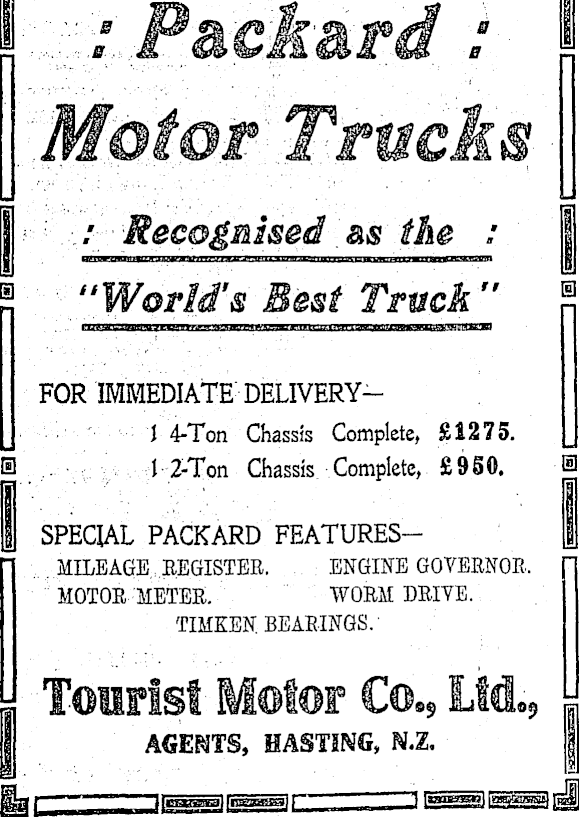 : Packard :
Motor Trucks
: Recognised as the :
"World's Best Truck"
FOR IMMEDIATE DELIVERY—
1 4-Ton Chassis Complete, £1275.
1 2-Ton Chassis Complete, £950.
SPECIAL PACKARD FEATURES—
MILEAGE REGISTER. ENGINE GOVERNOR.
MOTOR METER. WORM DRIVE.
TIMKEN BEARINGS.
Tourist Motor Co., Ltd.,
AGENTS, HASTING, N.Z.